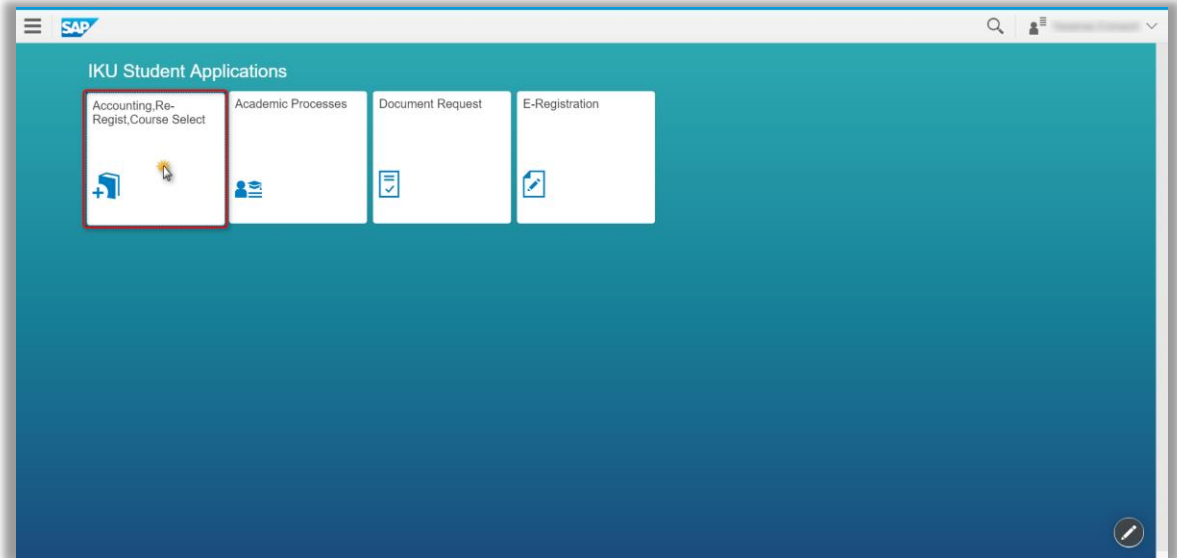 SAP
IKU Student Applications
Accounting,Re-
Regist,Course Select
Academic Processes
Document Request
E-Registration